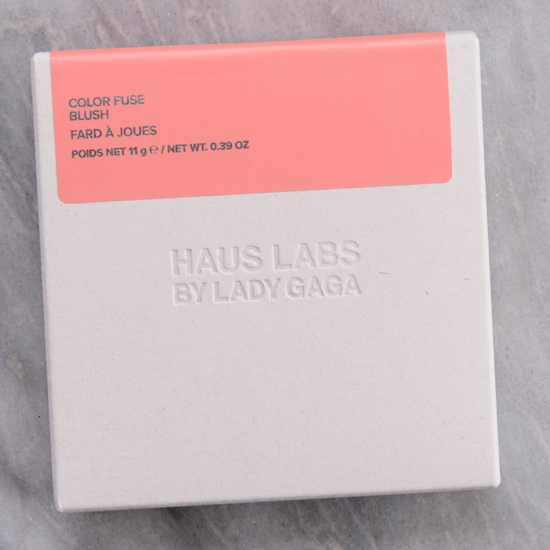 COLOR FUSE
BLUSH
FARD À JOUES
POIDS NET 11 g ℮ / NET WT. 0.39 OZ
HAUS LABS
BY LADY GAGA